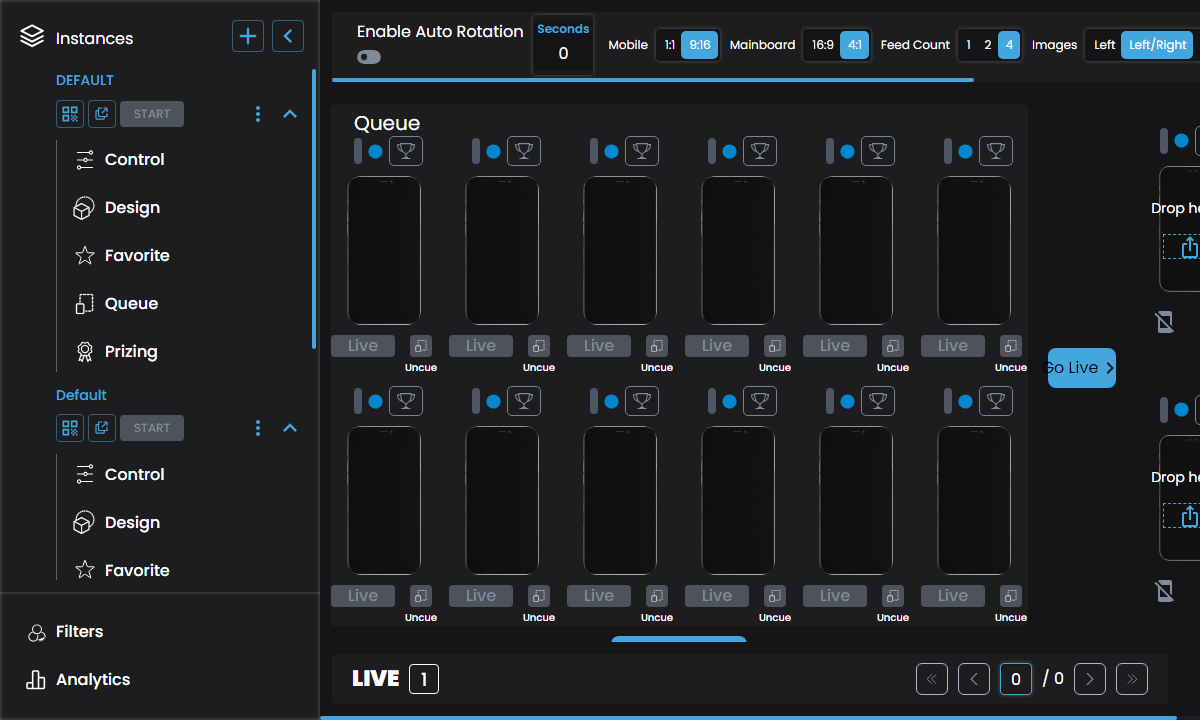 Instances
DEFAULT
START
Control
Design
Favorite
Queue
Prizing
Default
START
Control
Design
Favorite
Filters
Analytics
Enable Auto Rotation
Seconds
0
Mobile 1:1 9:16 Mainboard 16:9 4:1 Feed Count 1 2 4 Images Left Left/Right
Queue
Live Live Live Live Live Live
Uncue Uncue Uncue Uncue Uncue Uncue
Live Live Live Live Live Live
Uncue Uncue Uncue Uncue Uncue Uncue
Go Live
Drop he
Drop he
LIVE 1
0 / 0